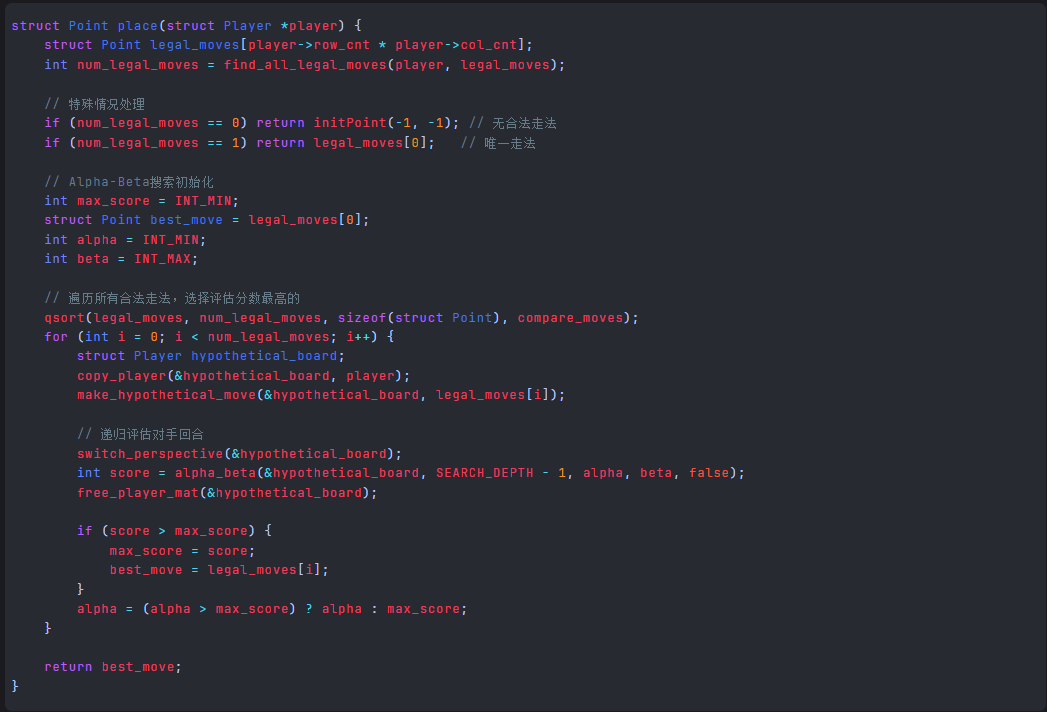 struct Point place(struct Player *player) {
    struct Point legal_moves[player->row_cnt * player->col_cnt];
    int num_legal_moves = find_all_legal_moves(player, legal_moves);

    // 特殊情况处理
    if (num_legal_moves == 0) return initPoint(-1, -1); // 无合法走法
    if (num_legal_moves == 1) return legal_moves[0];   // 唯一走法

    // Alpha-Beta搜索初始化
    int max_score = INT_MIN;
    struct Point best_move = legal_moves[0];
    int alpha = INT_MIN;
    int beta = INT_MAX;

    // 遍历所有合法走法，选择评估分数最高的
    qsort(legal_moves, num_legal_moves, sizeof(struct Point), compare_moves);
    for (int i = 0; i < num_legal_moves; i++) {
        struct Player hypothetical_board;
        copy_player(&hypothetical_board, player);
        make_hypothetical_move(&hypothetical_board, legal_moves[i]);

        // 递归评估对手回合
        switch_perspective(&hypothetical_board);
        int score = alpha_beta(&hypothetical_board, SEARCH_DEPTH - 1, alpha, beta, false);
        free_player_mat(&hypothetical_board);

        if (score > max_score) {
            max_score = score;
            best_move = legal_moves[i];
        }
        alpha = (alpha > max_score) ? alpha : max_score;
    }

    return best_move;
}